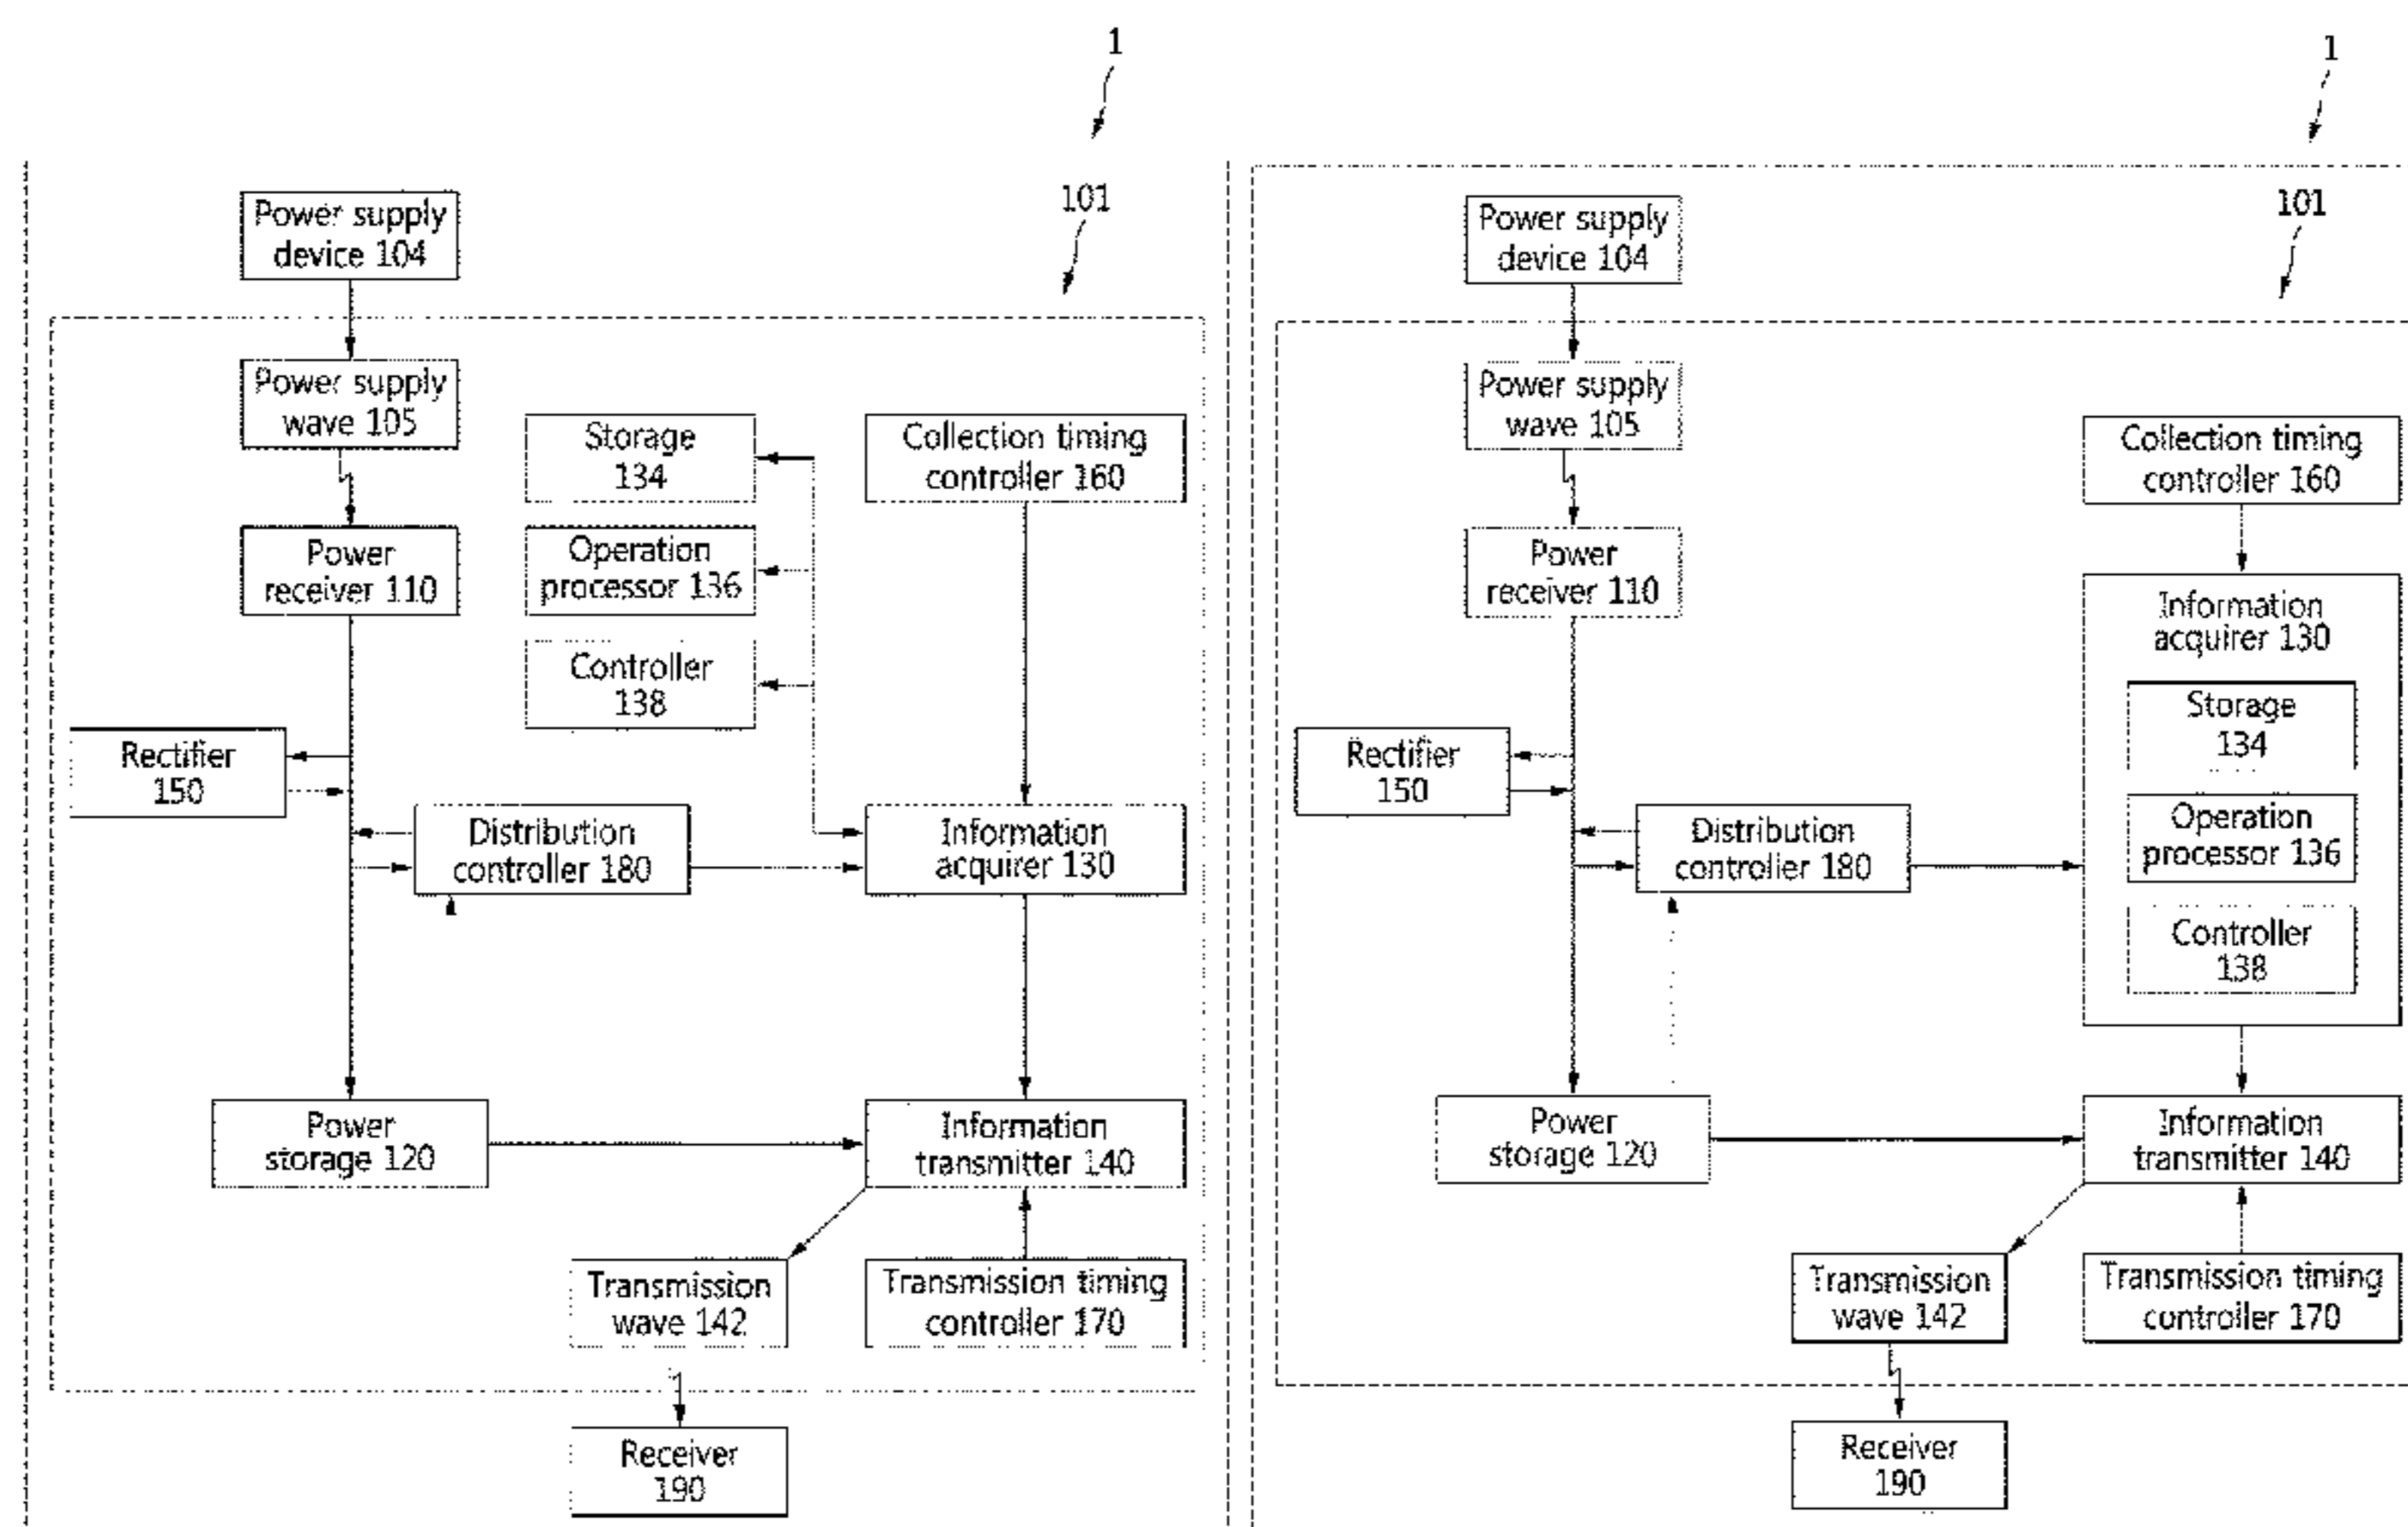 1
101
Power supply
device 104
Power supply
wave 105
Storage
134
Collection timing
controller 160
Power
receiver 110
Operation
processor 136
Controller
138
Rectifier
150
Distribution
controller 180
Information
acquirer 130
Power
storage 120
Information
transmitter 140
Transmission
wave 142
Transmission timing
controller 170
Receiver
190
1
101
Power supply
device 104
Power supply
wave 105
Collection timing
controller 160
Power
receiver 110
Information
acquirer 130
Storage
134
Rectifier
150
Distribution
controller 180
Operation
processor 136
Controller
138
Power
storage 120
Information
transmitter 140
Transmission
wave 142
Transmission timing
controller 170
Receiver
190